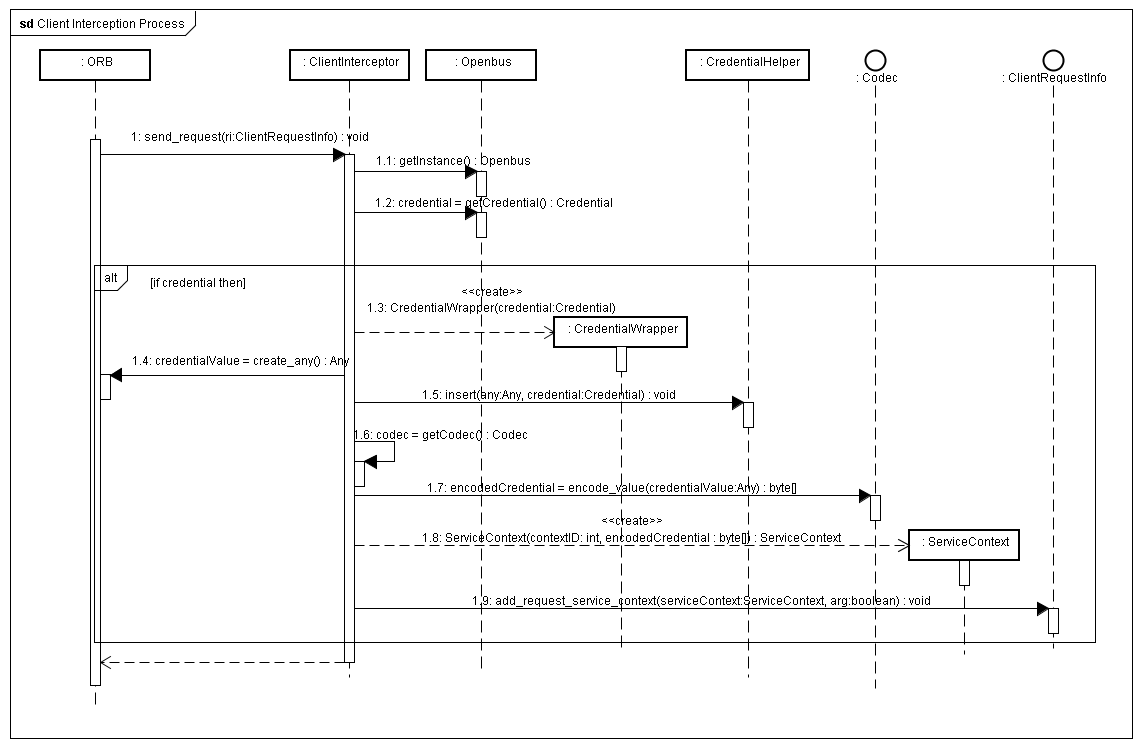 sd Client Interception Process
: ORB
: ClientInterceptor
: Openbus
: CredentialHelper
: Codec
: ClientRequestInfo
1: send_request(ri:ClientRequestInfo) : void
1.1: getInstance() : Openbus
1.2: credential = getCredential() : Credential
alt
[if credential then]
<<create>>
1.3: CredentialWrapper(credential:Credential)
: CredentialWrapper
1.4: credentialValue = create_any() : Any
1.5: insert(any:Any, credential:Credential) : void
1.6: codec = getCodec() : Codec
1.7: encodedCredential = encode_value(credentialValue:Any) : byte[]
<<create>>
1.8: ServiceContext(contextID: int, encodedCredential : byte[]) : ServiceContext
: ServiceContext
1.9: add_request_service_context(serviceContext:ServiceContext, arg:boolean) : void